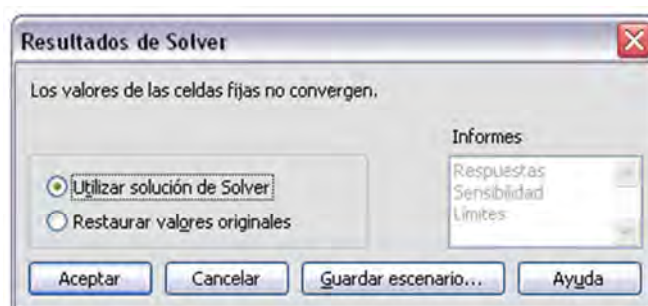 Resultados de Solver
Los valores de las celdas fijas no convergen.
Informes
Utilizar solución de Solver
Restaurar valores originales
Respuestas
Sensibilidad
Límites
Aceptar
Cancelar
Guardar escenario...
Ayuda